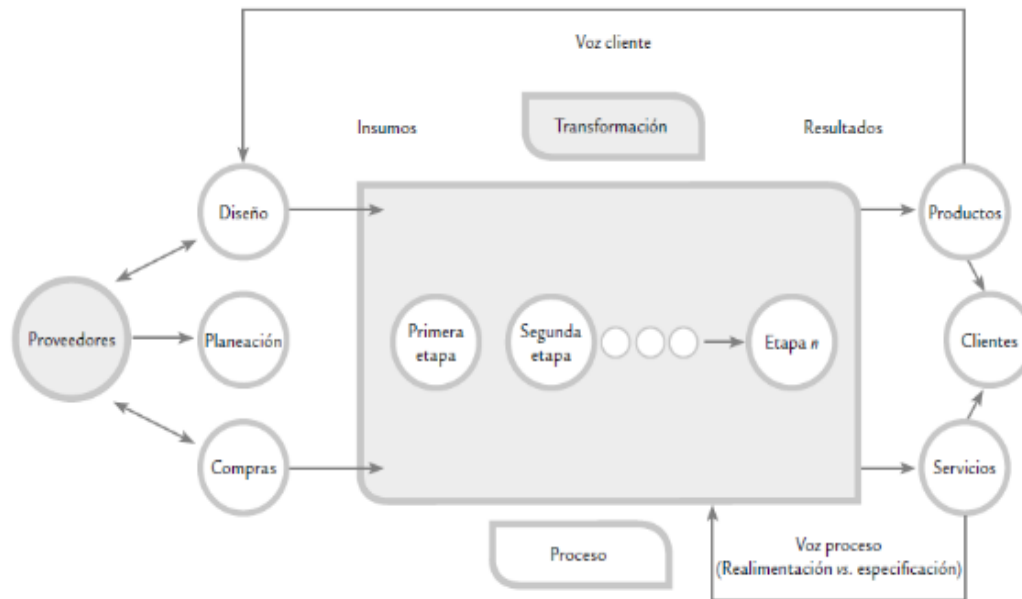 Voz cliente
Insumos
Transformación
Resultados
Diseño
Productos
Proveedores
Planeación
Primera
etapa
Segunda
etapa
Etapa n
Clientes
Compras
Servicios
Proceso
Voz proceso
(Realimentación vs. especificación)